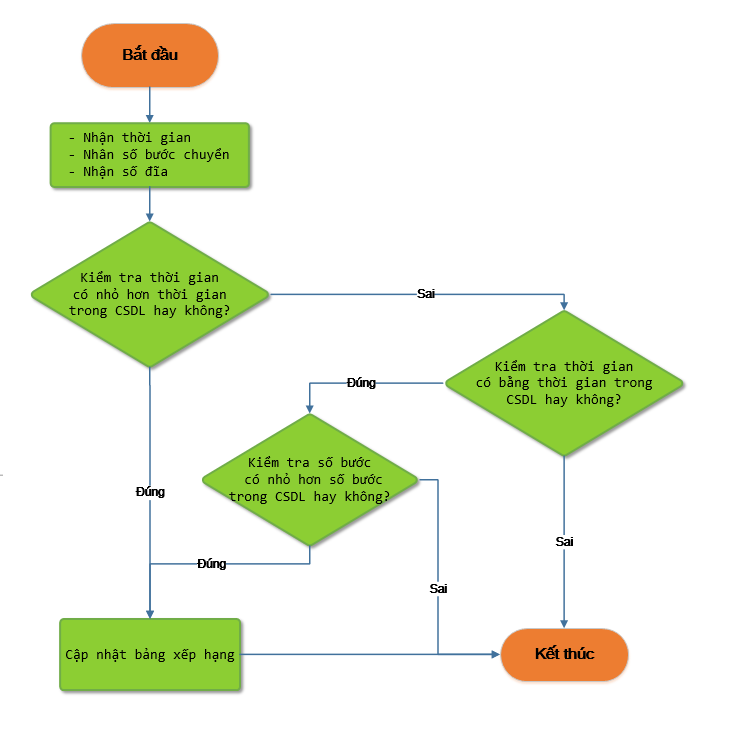 Bắt đầu
- Nhận thời gian
- Nhân số bước chuyển
- Nhận số đĩa
Kiểm tra thời gian
có nhỏ hơn thời gian
trong CSDL hay không?
Sai
Kiểm tra thời gian
có bằng thời gian trong
CSDL hay không?
Đúng
Kiểm tra số bước
có nhỏ hơn số bước
trong CSDL hay không?
Đúng
Sai
Đúng
Sai
Cập nhật bảng xếp hạng
Kết thúc